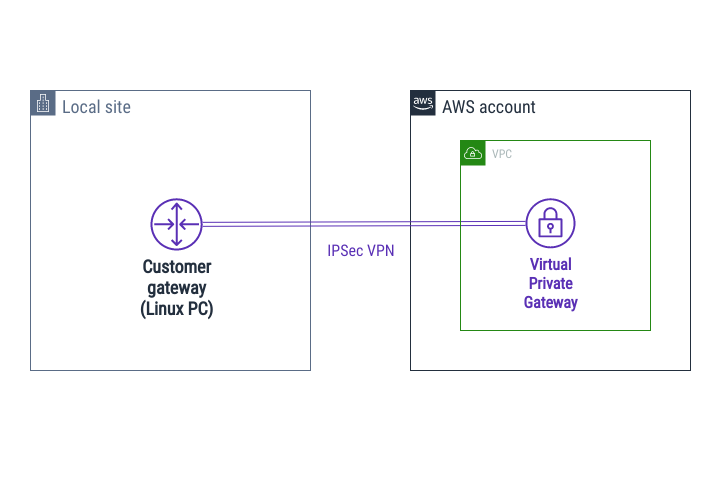 Local site
aws
AWS account
VPC
IPSec VPN
Customer
gateway
(Linux PC)
Virtual
Private
Gateway